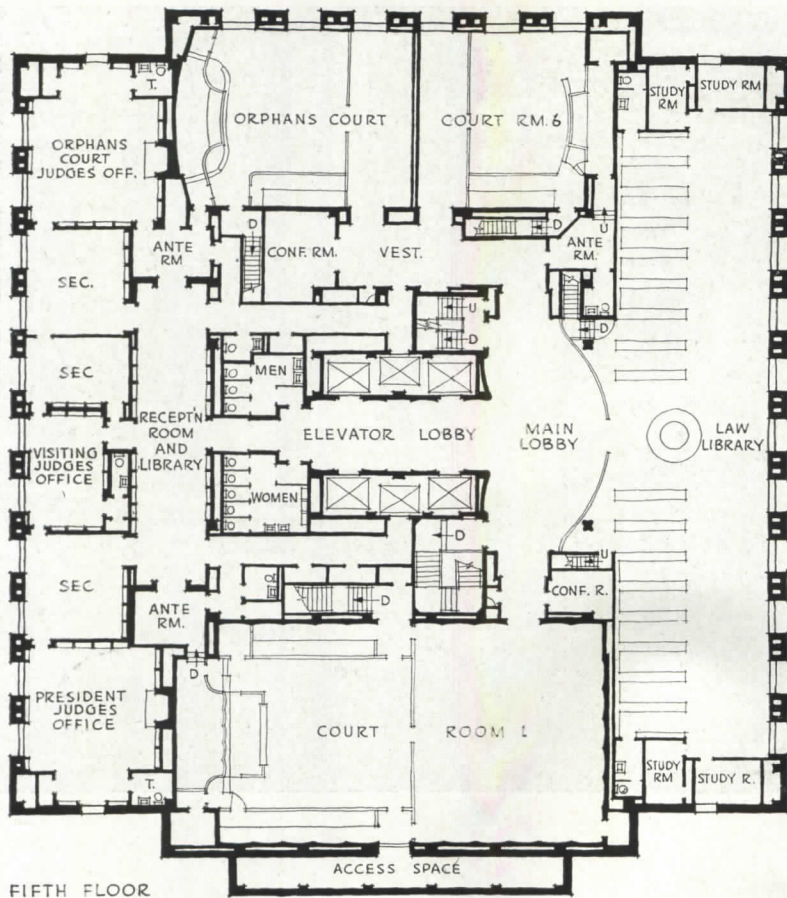 STUDY
RM
STUDY RM
T.
ORPHANS COURT
COURT RM. 6
ORPHANS
COURT
JUDGES OFF.
D
D
U
ANTE
RM
CONF. RM.
VEST.
ANTE
RM
SEC.
U
D
D
SEC
MEN
RECEPT'N
ROOM
AND
LIBRARY
ELEVATOR LOBBY
MAIN
LOBBY
LAW
LIBRARY
VISITING
JUDGES
OFFICE
WOMEN
D
U
SEC
D
CONF. R.
ANTE
RM.
D
PRESIDENT
JUDGES
OFFICE
COURT
ROOM 1
STUDY
RM
STUDY R.
T.
ACCESS SPACE
FIFTH FLOOR